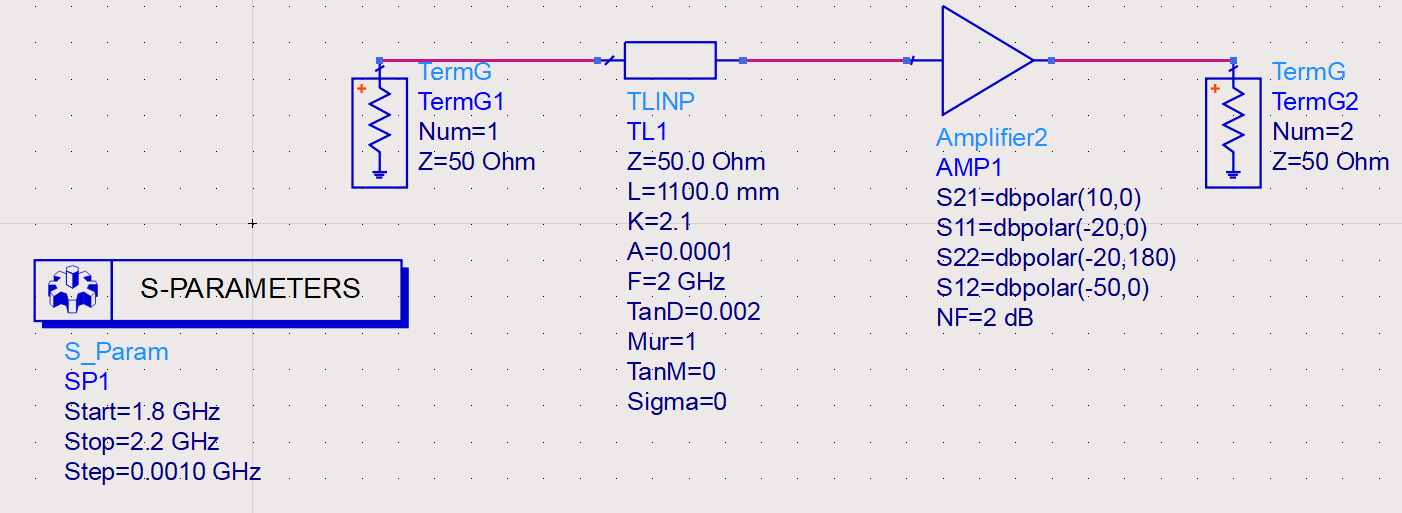 TermG
TermG1
Num=1
Z=50 Ohm
TLINP
TL1
Z=50.0 Ohm
L=1100.0 mm
K=2.1
A=0.0001
F=2 GHz
TanD=0.002
Mur=1
TanM=0
Sigma=0
Amplifier2
AMP1
S21=dbpolar(10,0)
S11=dbpolar(-20,0)
S22=dbpolar(-20,180)
S12=dbpolar(-50,0)
NF=2 dB
TermG
TermG2
Num=2
Z=50 Ohm
S-PARAMETERS
S_Param
SP1
Start=1.8 GHz
Stop=2.2 GHz
Step=0.0010 GHz